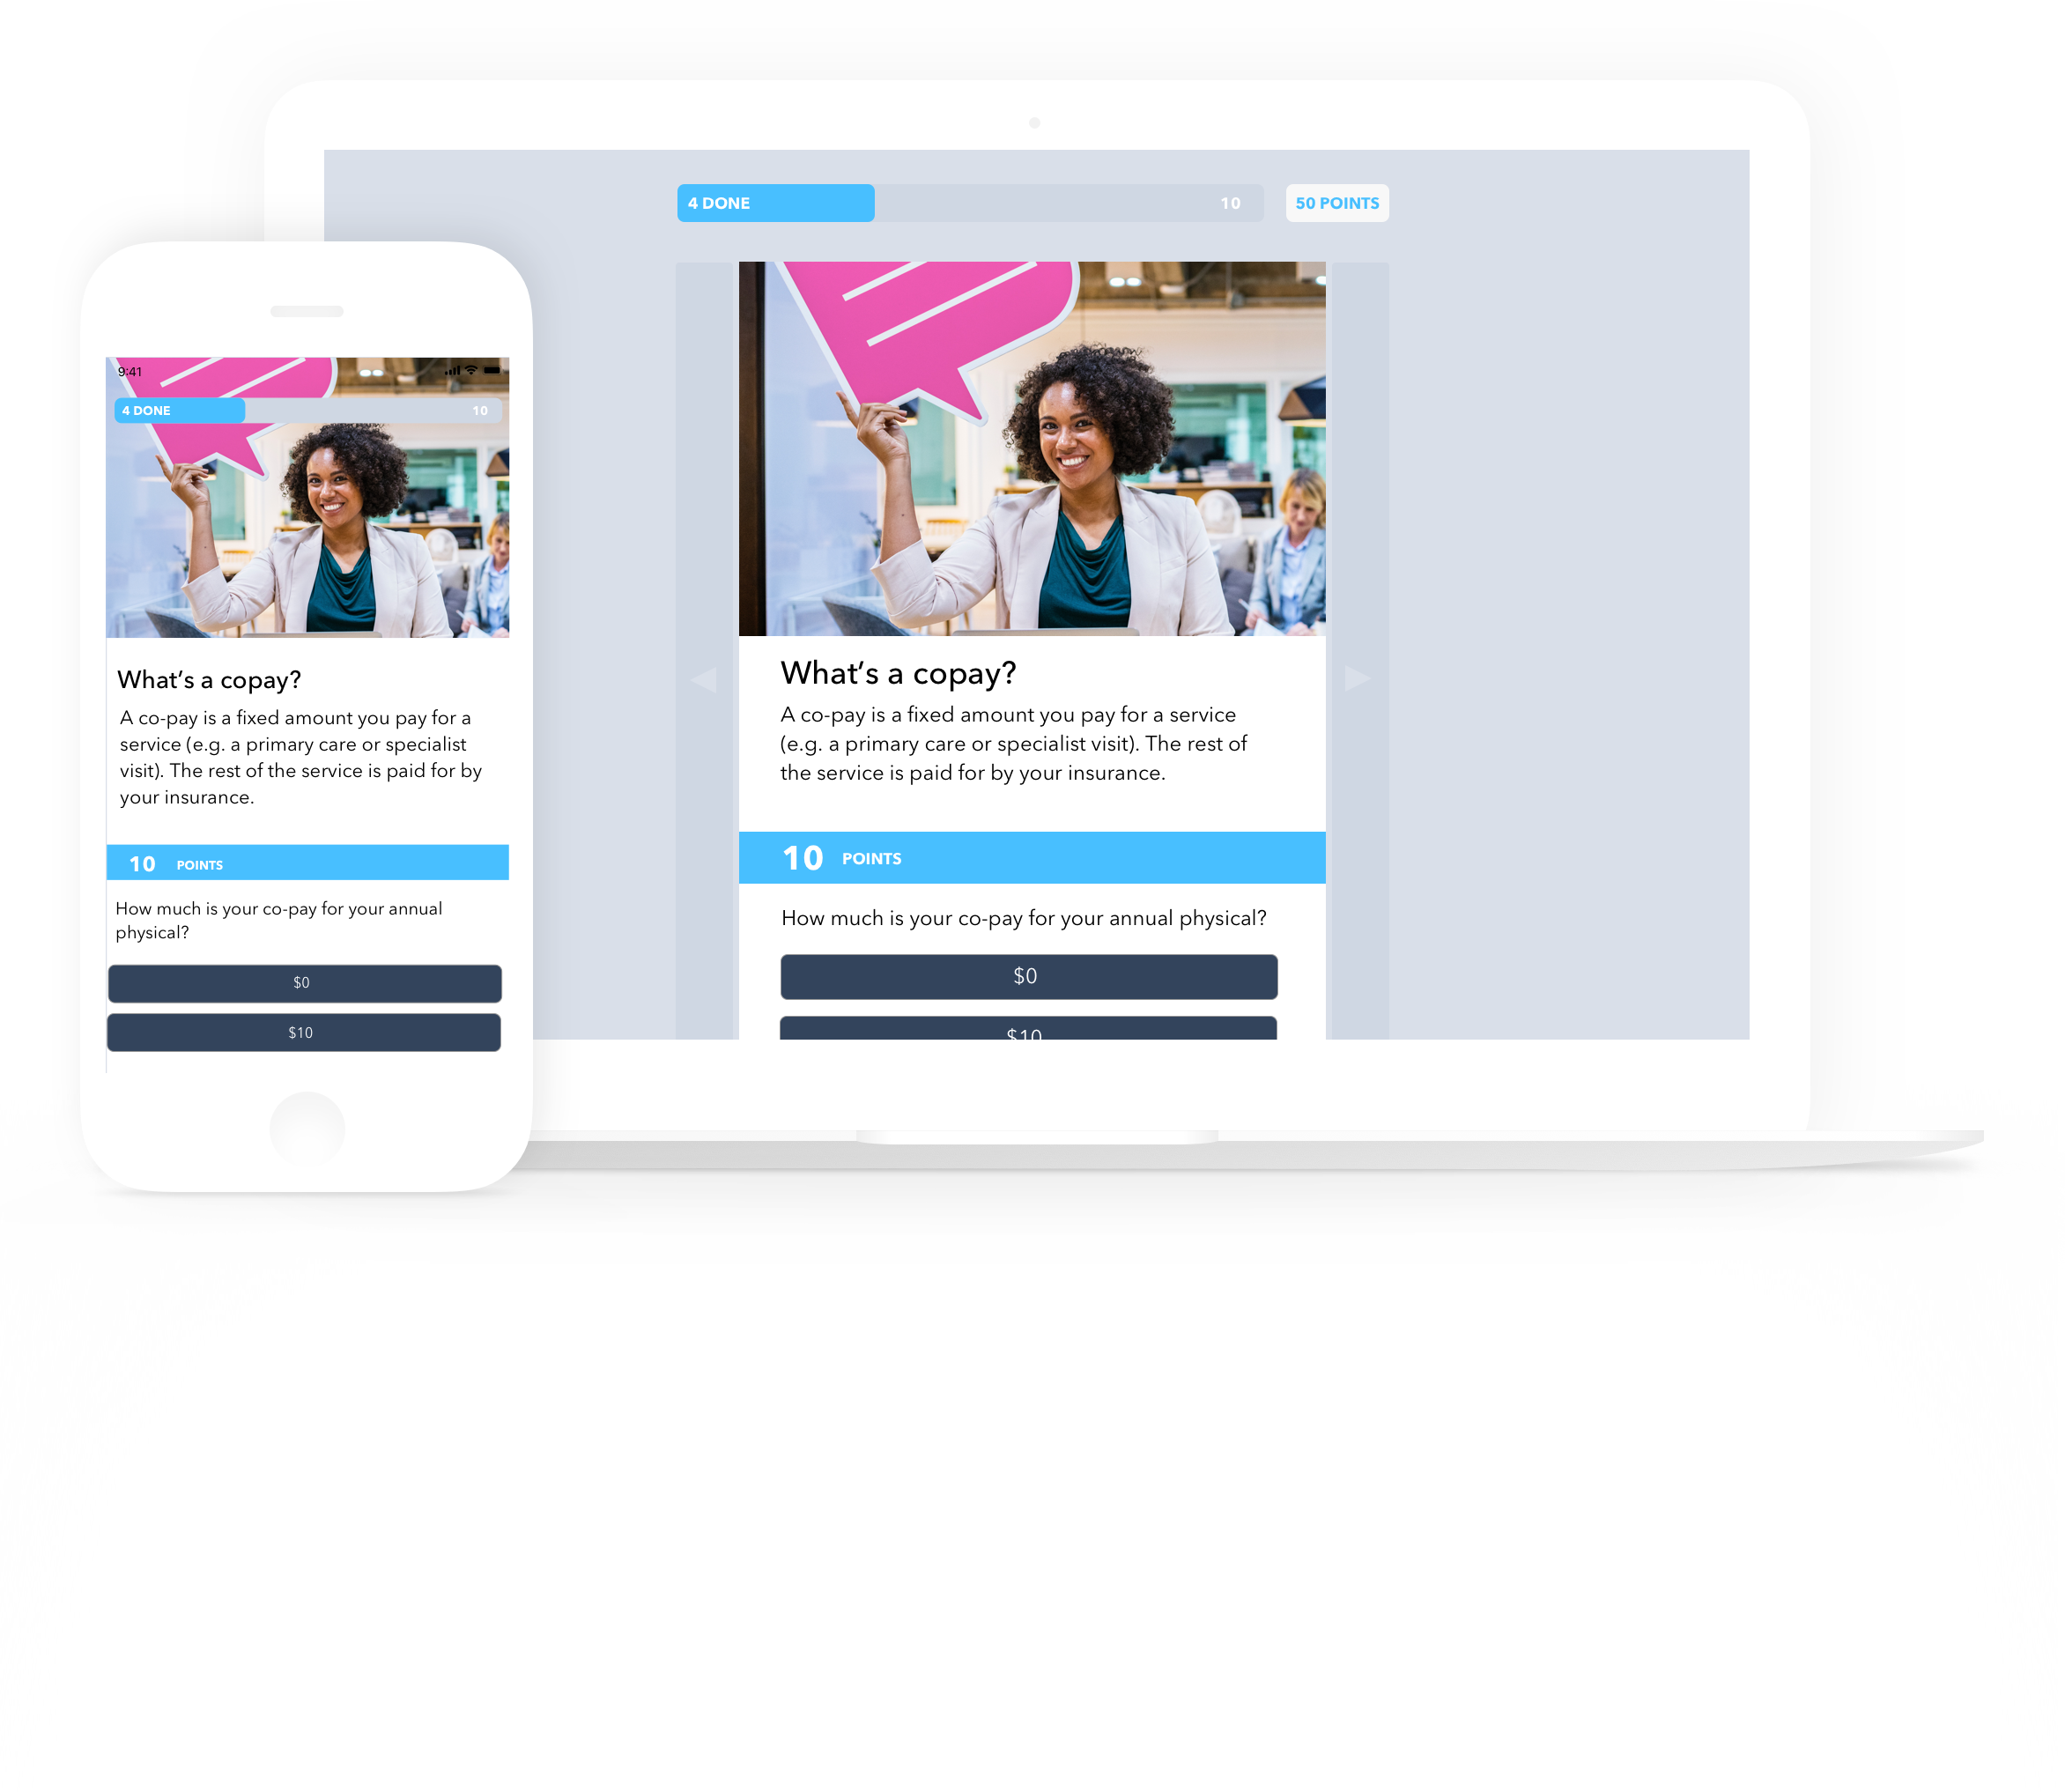 4 DONE 10 50 POINTS
What’s a copay?
A co-pay is a fixed amount you pay for a service
(e.g. a primary care or specialist visit). The rest of
the service is paid for by your insurance.
10 POINTS
How much is your co-pay for your annual physical?
$0
$10
9:41
4 DONE 10
What’s a copay?
A co-pay is a fixed amount you pay for a
service (e.g. a primary care or specialist
visit). The rest of the service is paid for by
your insurance.
10 POINTS
How much is your co-pay for your annual
physical?
$0
$10